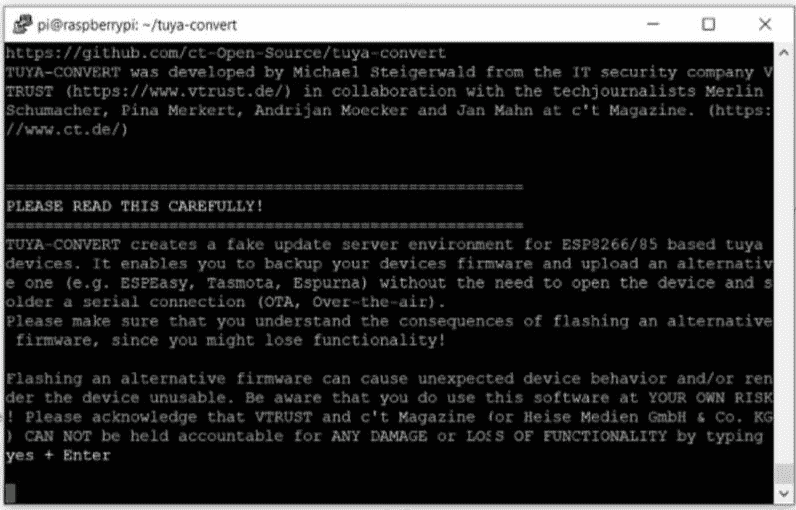 pi@raspberrypi: ~/tuya-convert
https://github.com/ct-Open-Source/tuya-convert
TUYA-CONVERT was developed by Michael Steigerwald from the IT security company V
TRUST (https://www.vtrust.de/) in collaboration with the techjournalists Merlin
Schumacher, Pina Merkert, Andrijan Moecker and Jan Mahn at c't Magazine. (https:
//www.ct.de/)
======================================================
PLEASE READ THIS CAREFULLY!
======================================================
TUYA-CONVERT creates a fake update server environment for ESP8266/85 based tuya
devices. It enables you to backup your devices firmware and upload an alternativ
e one (e.g. ESPEasy, Tasmota, Espurna) without the need to open the device and s
older a serial connection (OTA, Over-the-air).
Please make sure that you understand the consequences of flashing an alternative
firmware, since you might lose functionality!
Flashing an alternative firmware can cause unexpected device behavior and/or ren
der the device unusable. Be aware that you do use this software at YOUR OWN RISK
! Please acknowledge that VTRUST and c't Magazine (or Heise Medien GmbH & Co. KG
) CAN NOT be held accountable for ANY DAMAGE or LOSS OF FUNCTIONALITY by typing
yes + Enter